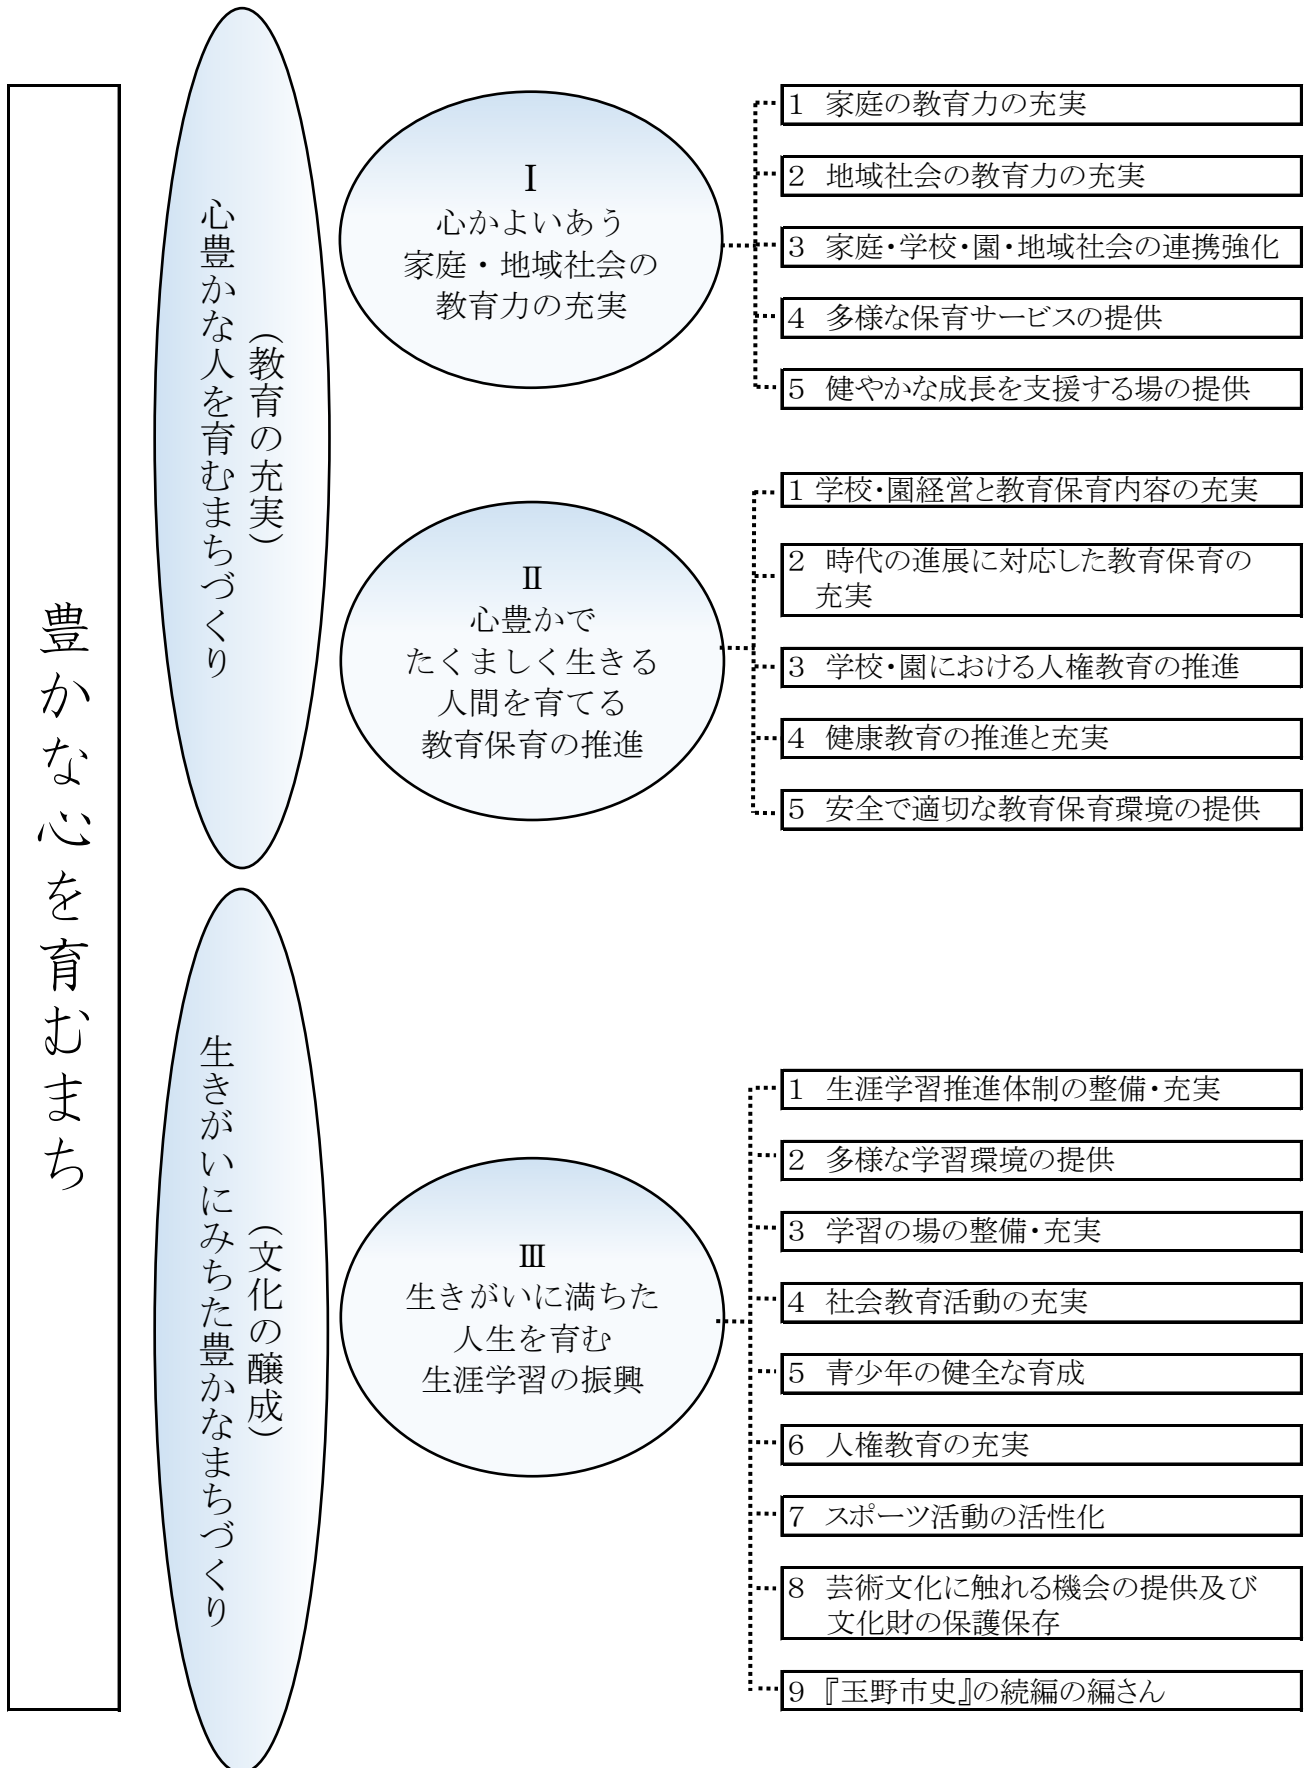 豊かな心を育むまち
心豊かな人を育むまちづくり
（教育の充実）
Ⅰ
心かよいあう
家庭・地域社会の
教育力の充実
1 家庭の教育力の充実
2 地域社会の教育力の充実
3 家庭・学校・園・地域社会の連携強化
4 多様な保育サービスの提供
5 健やかな成長を支援する場の提供
Ⅱ
心豊かで
たくましく生きる
人間を育てる
教育保育の推進
1 学校・園経営と教育保育内容の充実
2 時代の進展に対応した教育保育の
充実
3 学校・園における人権教育の推進
4 健康教育の推進と充実
5 安全で適切な教育保育環境の提供
生きがいにみちた豊かなまちづくり
（文化の醸成）
Ⅲ
生きがいに満ちた
人生を育む
生涯学習の振興
1 生涯学習推進体制の整備・充実
2 多様な学習環境の提供
3 学習の場の整備・充実
4 社会教育活動の充実
5 青少年の健全な育成
6 人権教育の充実
7 スポーツ活動の活性化
8 芸術文化に触れる機会の提供及び
文化財の保護保存
9 『玉野市史』の続編の編さん